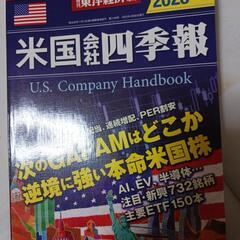 東洋経済
米国会社四季報
U.S. Company Handbook
連続増配、PER割安
次のGAFAMはどこか
逆境に強い本命米国株
AI、EV、半導体…
注目・新興732銘柄
主要ETF150本